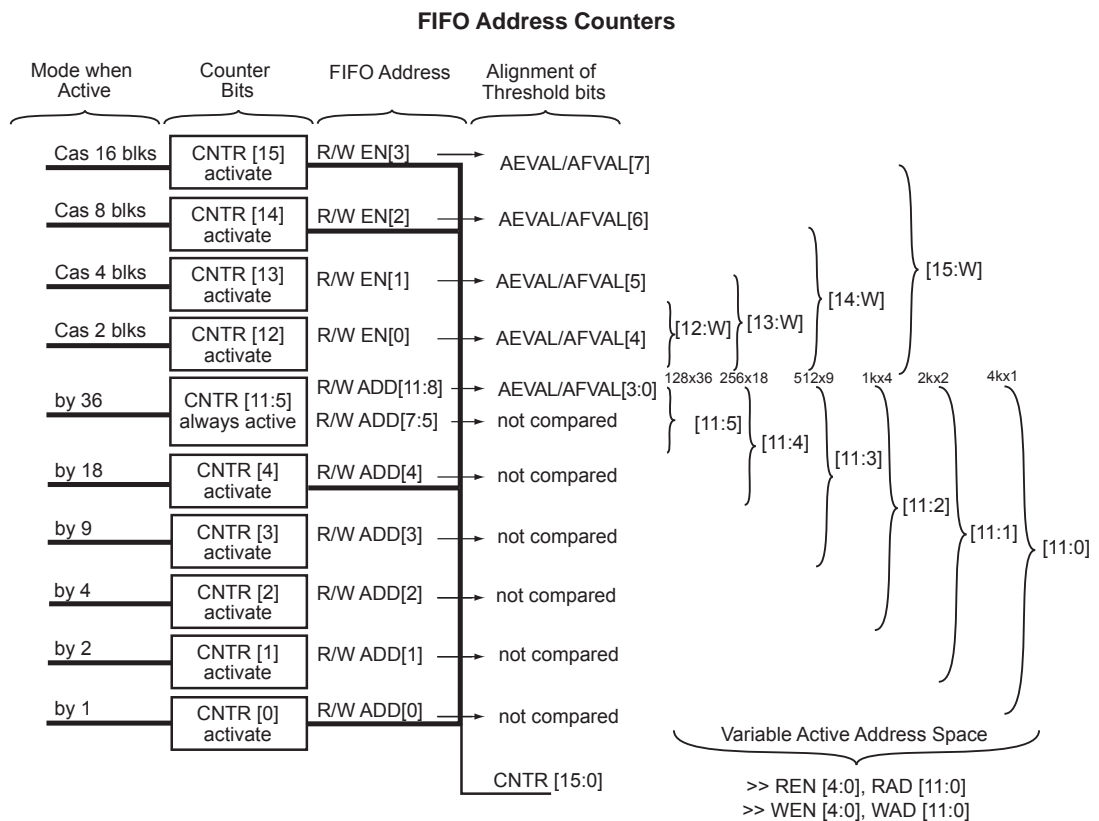 FIFO Address Counters
Mode when
Active
Counter
Bits
FIFO Address
Alignment of
Threshold bits
Cas 16 blks
CNTR [15]
activate
R/W EN[3]
AEVAL/AFVAL[7]
Cas 8 blks
CNTR [14]
activate
R/W EN[2]
AEVAL/AFVAL[6]
Cas 4 blks
CNTR [13]
activate
R/W EN[1]
AEVAL/AFVAL[5]
Cas 2 blks
CNTR [12]
activate
R/W EN[0]
AEVAL/AFVAL[4]
[12:W]
[13:W]
[14:W]
[15:W]
by 36
CNTR [11:5]
always active
R/W ADD[11:8]
AEVAL/AFVAL[3:0]
R/W ADD[7:5]
not compared
128x36
256x18
512x9
1kx4
2kx2
4kx1
[11:5]
[11:4]
[11:3]
[11:2]
[11:1]
[11:0]
by 18
CNTR [4]
activate
R/W ADD[4]
not compared
by 9
CNTR [3]
activate
R/W ADD[3]
not compared
by 4
CNTR [2]
activate
R/W ADD[2]
not compared
by 2
CNTR [1]
activate
R/W ADD[1]
not compared
by 1
CNTR [0]
activate
R/W ADD[0]
not compared
CNTR [15:0]
Variable Active Address Space
>> REN [4:0], RAD [11:0]
>> WEN [4:0], WAD [11:0]